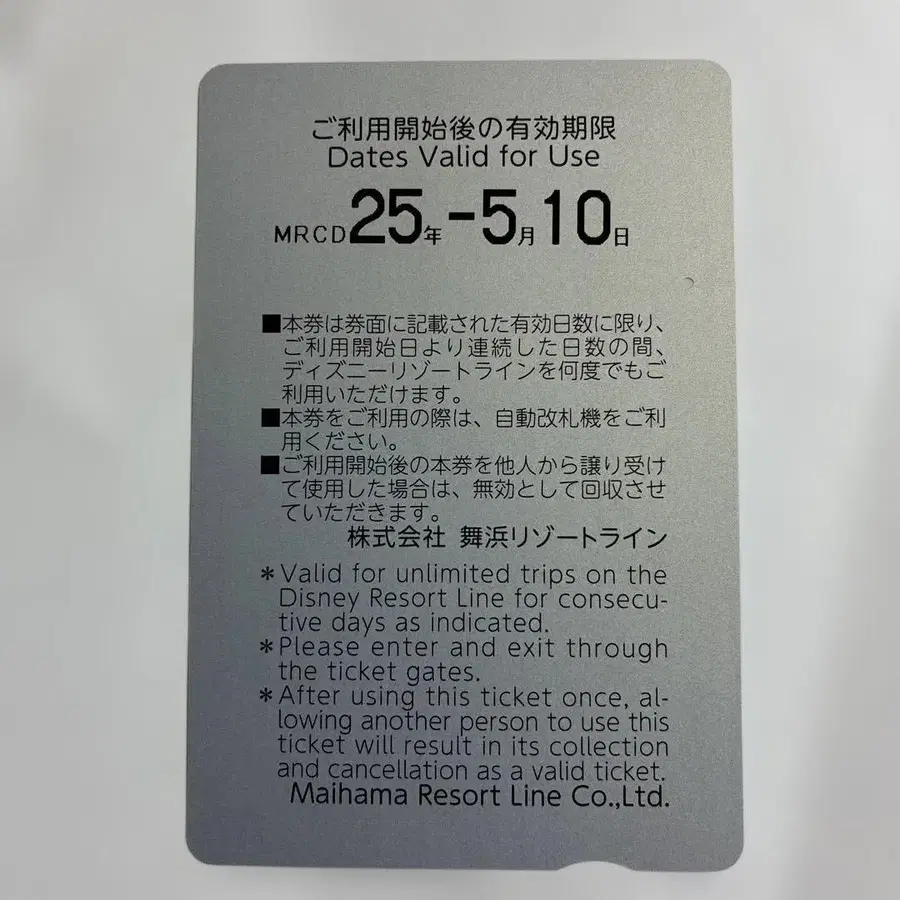 ご利用開始後の有効期限
Dates Valid for Use
MRCD25年-5月10日
■本券は券面に記載された有効日数に限り、
ご利用開始日より連続した日数の間、
ディズニーリゾートラインを何度でもご
利用いただけます。
■本券をご利用の際は、自動改札機をご利
用ください。
■ご利用開始後の本券を他人から譲り受け
て使用した場合は、無効として回収させ
ていただきます。
株式会社 舞浜リゾートライン
*Valid for unlimited trips on the
Disney Resort Line for consecu-
tive days as indicated.
*Please enter and exit through
the ticket gates.
*After using this ticket once, al-
lowing another person to use this
ticket will result in its collection
and cancellation as a valid ticket.
Maihama Resort Line Co.,Ltd.